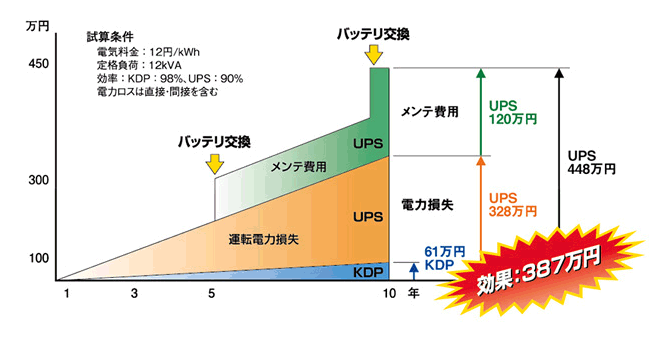 万円
試算条件
電気料金：12円/kWh
定格負荷：12kVA
効率：KDP：98%、UPS：90%
電力ロスは直接・間接を含む
バッテリ交換
450
メンテ費用
UPS
120万円
UPS
バッテリ交換
メンテ費用
UPS
448万円
300
電力損失
UPS
328万円
UPS
運転電力損失
61万円
KDP
100
KDP
効果：387万円
1
3
5
10
年